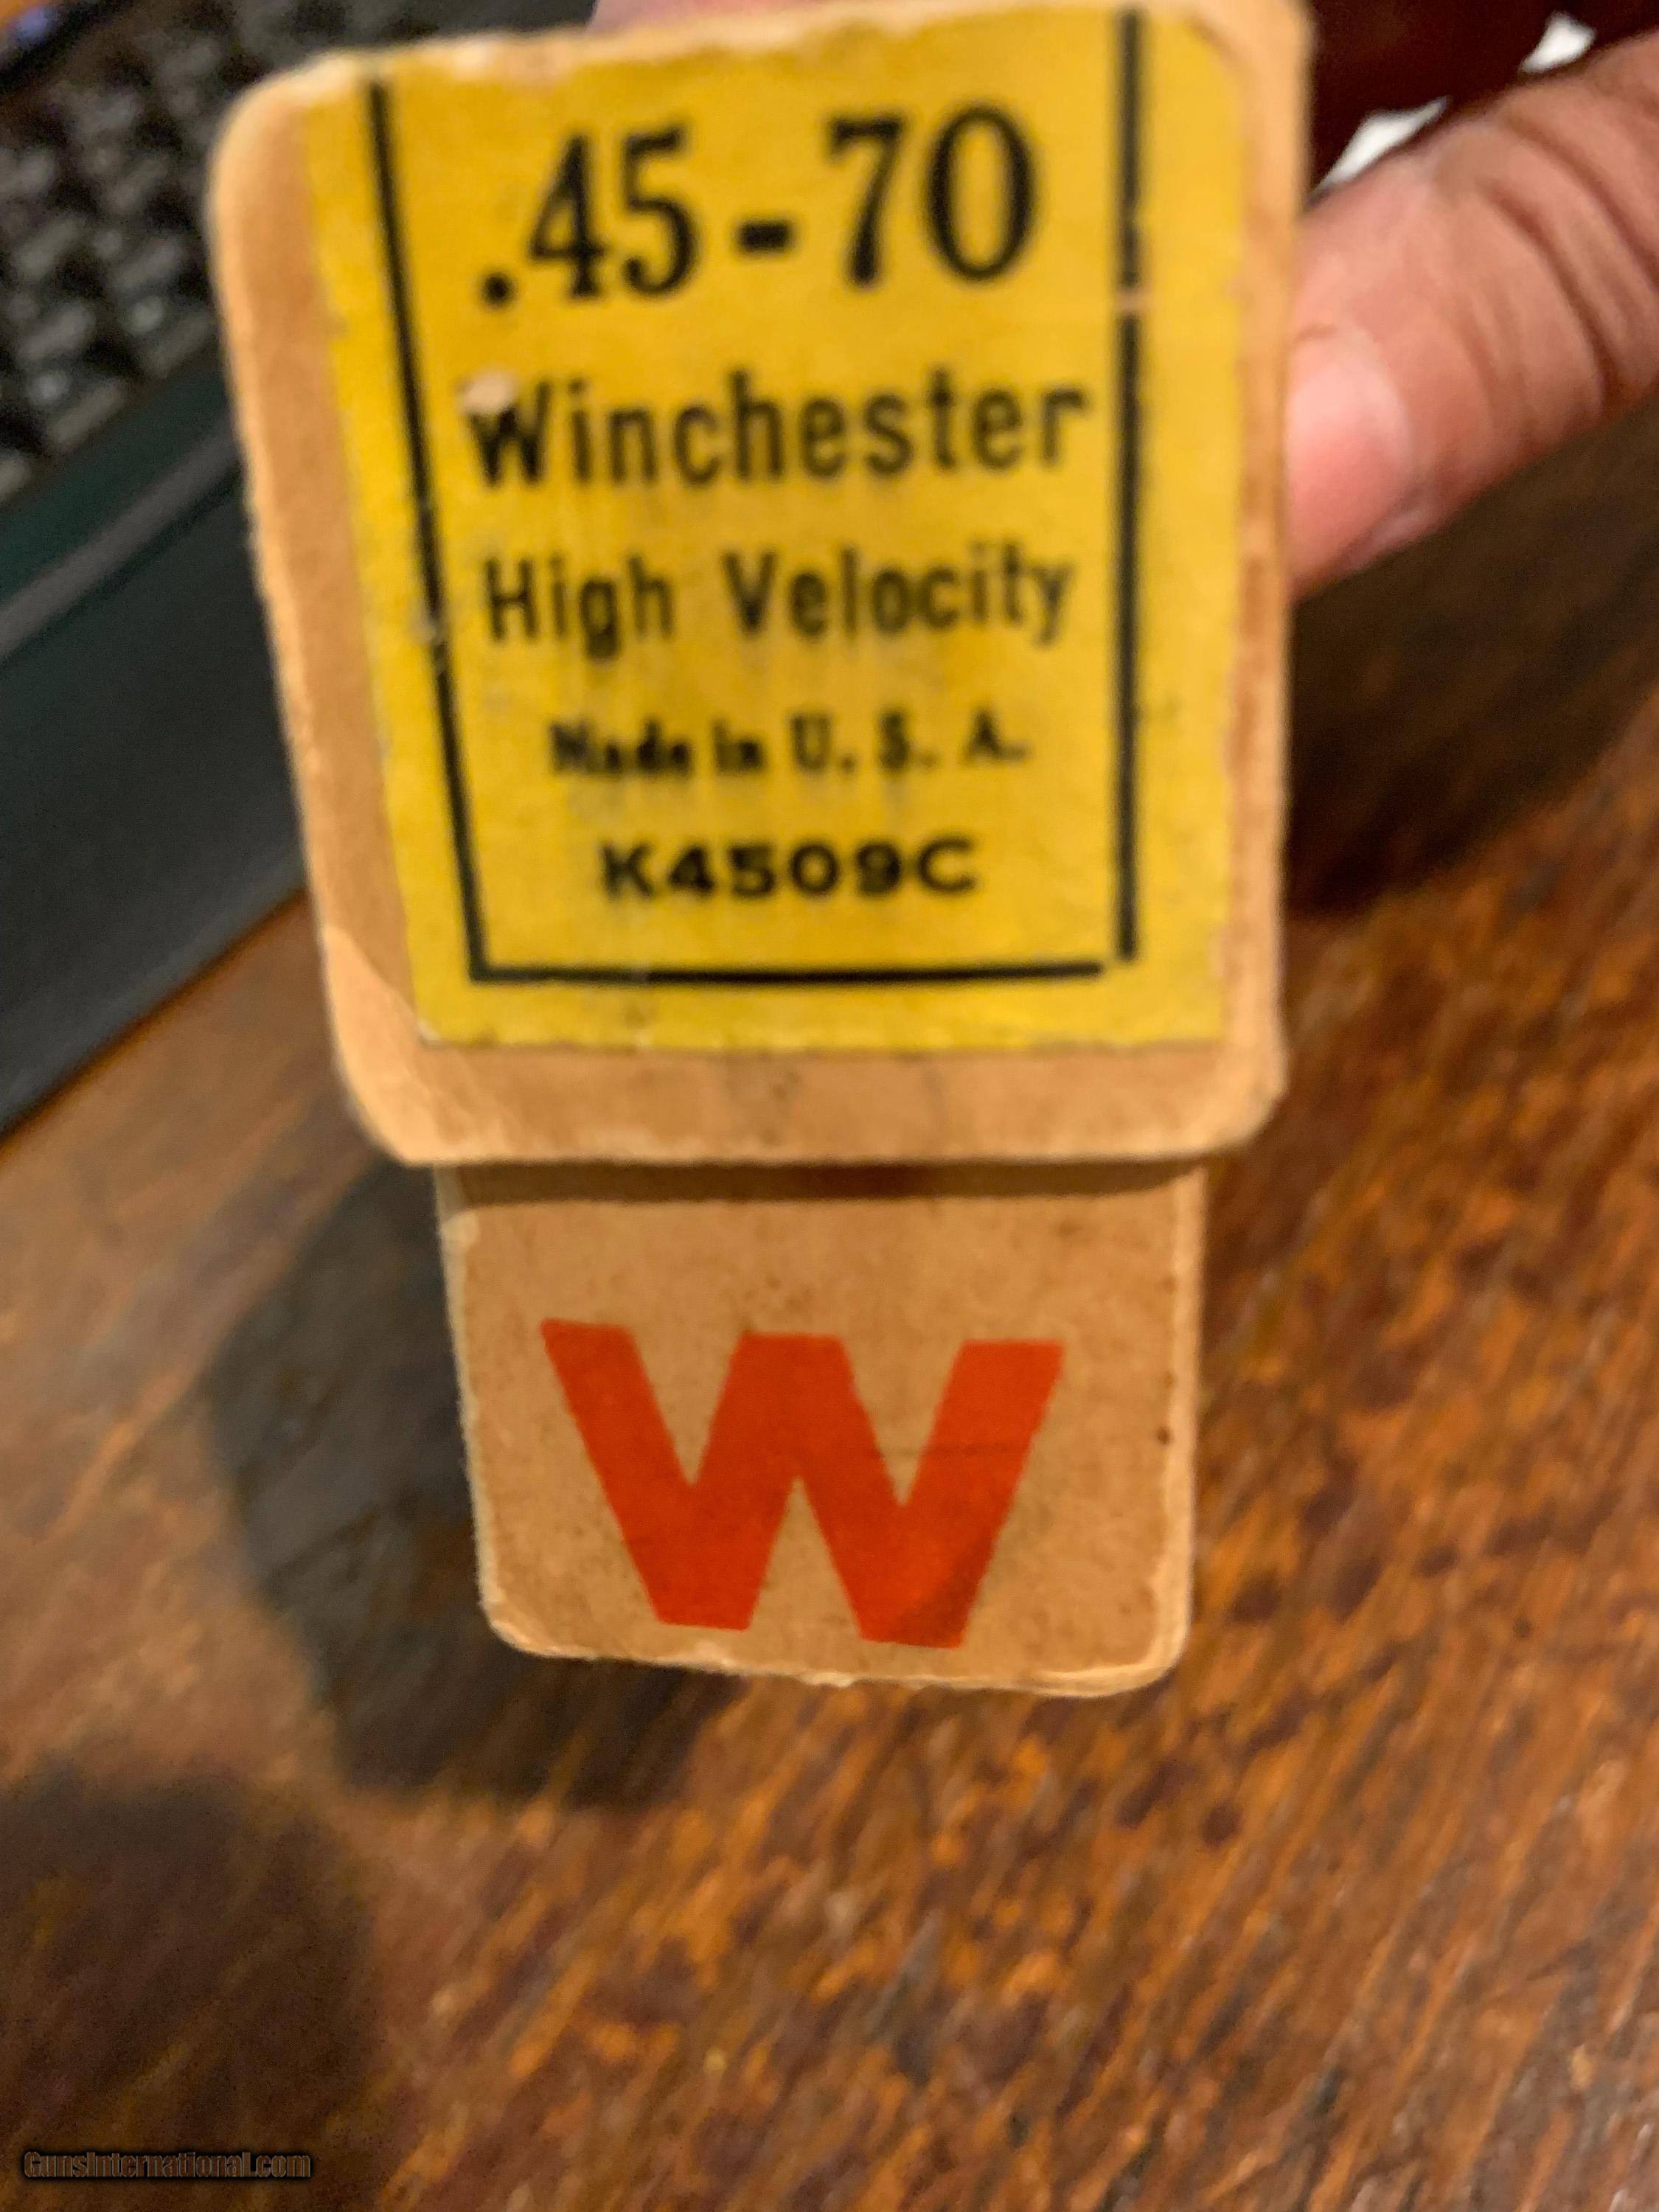 .45-70
Winchester
High Velocity
Made in U. S. A.
K4509C
W
GunsInternational.com